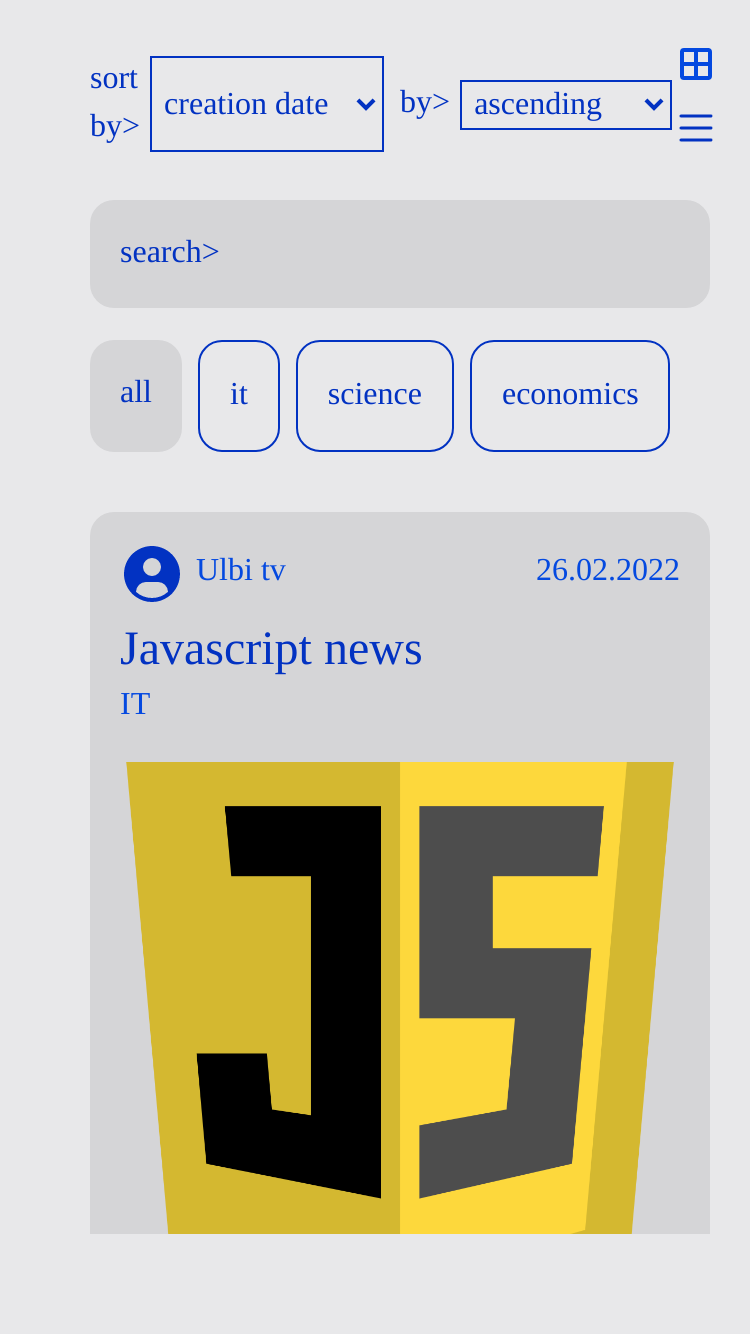 sort by> creation date by> ascending
search>
all it science economics
Ulbi tv 26.02.2022
Javascript news
IT
JS